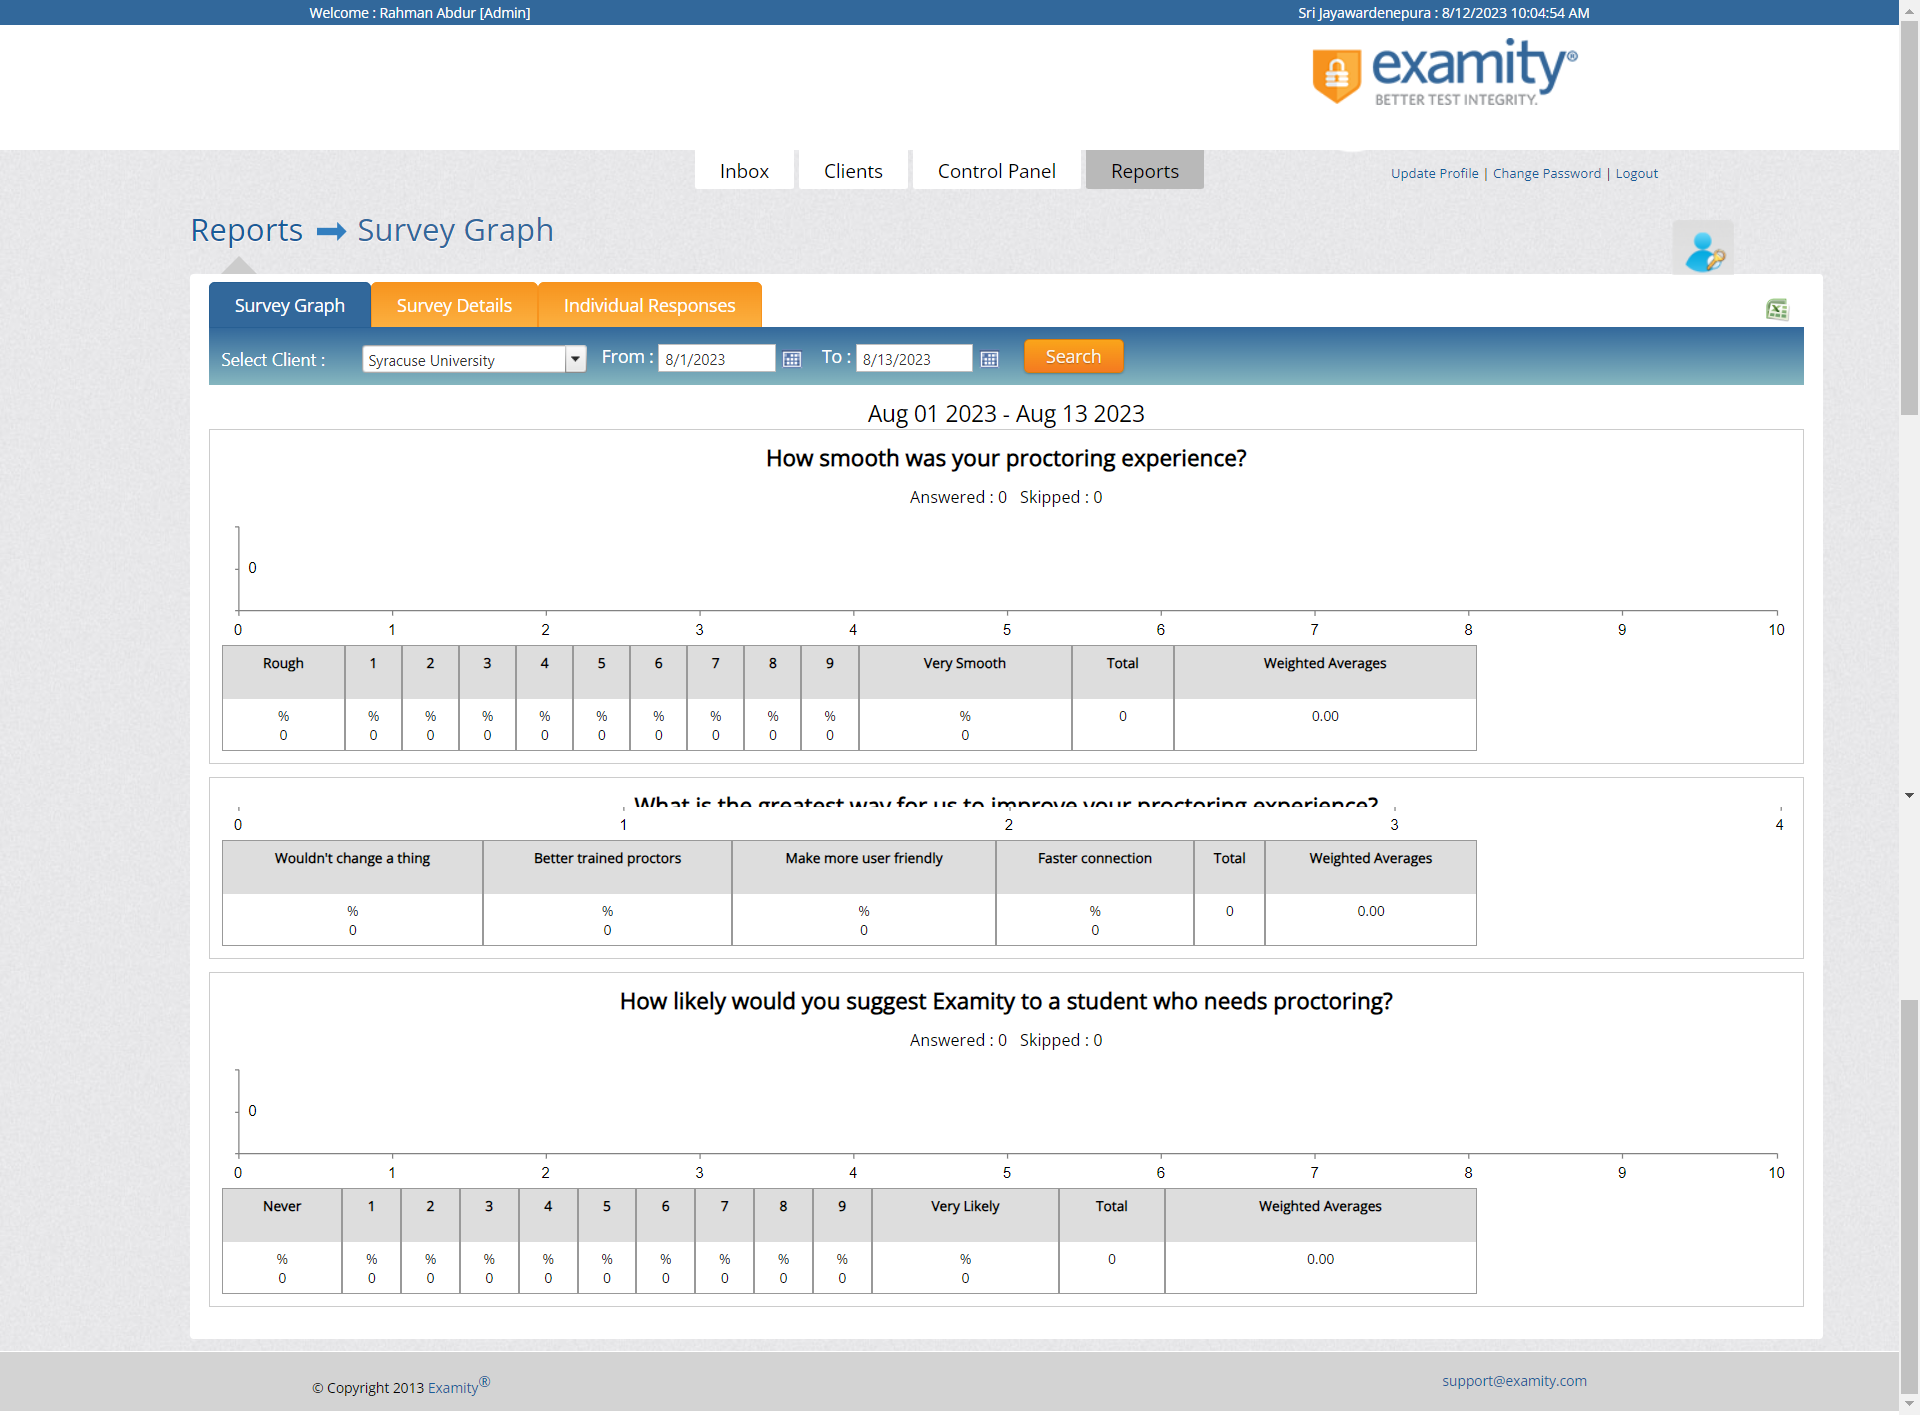 Welcome : Rahman Abdur [Admin]
Sri Jayawardenepura : 8/12/2023 10:04:54 AM
examity®
BETTER TEST INTEGRITY.
Inbox Clients Control Panel Reports
Update Profile | Change Password | Logout
Reports Survey Graph
Survey Graph Survey Details Individual Responses
Select Client : Syracuse University From : 8/1/2023 To : 8/13/2023 Search
Aug 01 2023 - Aug 13 2023
How smooth was your proctoring experience?
Answered : 0 Skipped : 0
0
0 1 2 3 4 5 6 7 8 9 10
Rough 1 2 3 4 5 6 7 8 9 Very Smooth Total Weighted Averages
% % % % % % % % % % % 0 0.00
0 0 0 0 0 0 0 0 0 0 0
What is the greatest way for us to improve your proctoring experience?
0 1 2 3 4
Wouldn't change a thing Better trained proctors Make more user friendly Faster connection Total Weighted Averages
% % % % 0 0.00
0 0 0 0
How likely would you suggest Examity to a student who needs proctoring?
Answered : 0 Skipped : 0
0
0 1 2 3 4 5 6 7 8 9 10
Never 1 2 3 4 5 6 7 8 9 Very Likely Total Weighted Averages
% % % % % % % % % % % 0 0.00
0 0 0 0 0 0 0 0 0 0 0
© Copyright 2013 Examity®
support@examity.com